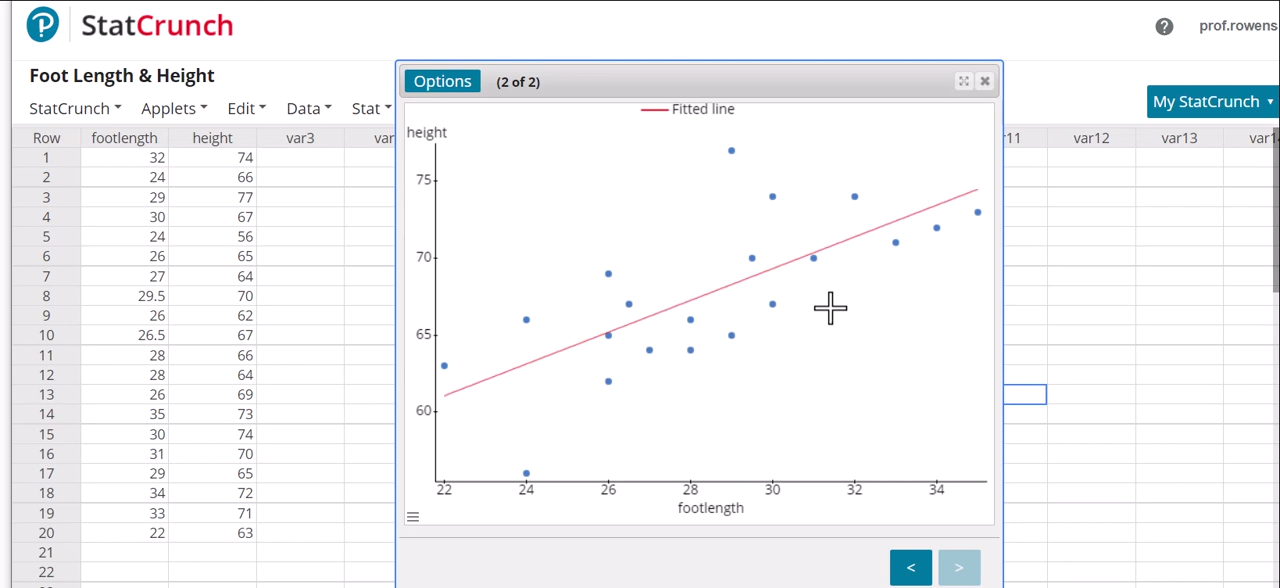 StatCrunch
? prof.rowens
Foot Length & Height
Options (2 of 2)
StatCrunch Applets Edit Data Stat
My StatCrunch
Fitted line
height
75
70
65
60
22 24 26 28 30 32 34
footlength
< >
Row footlength height var3 var 11 var12 var13 var1
1 32 74
2 24 66
3 29 77
4 30 67
5 24 56
6 26 65
7 27 64
8 29.5 70
9 26 62
10 26.5 67
11 28 66
12 28 64
13 26 69
14 35 73
15 30 74
16 31 70
17 29 65
18 34 72
19 33 71
20 22 63
21
22